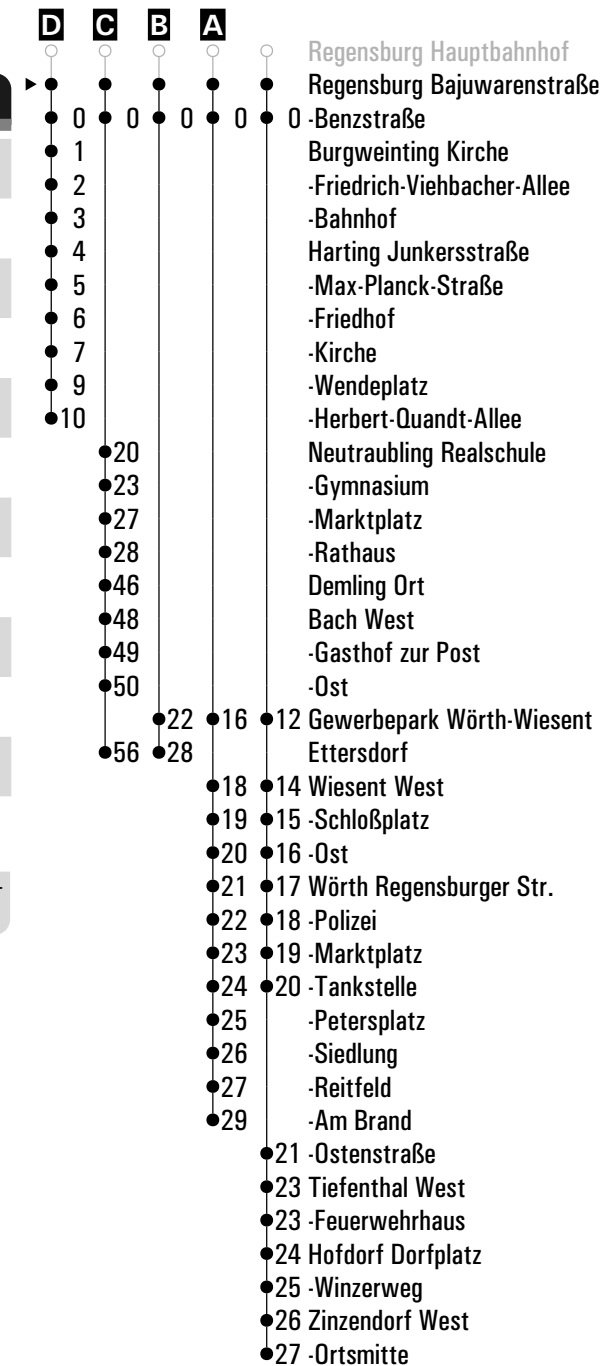 D C B A
Regensburg Hauptbahnhof
Regensburg Bajuwarenstraße
0 0 0 0 0 -Benzstraße
1 Burgweinting Kirche
2 -Friedrich-Viehbacher-Allee
3 -Bahnhof
4 Harting Junkersstraße
5 -Max-Planck-Straße
6 -Friedhof
7 -Kirche
9 -Wendeplatz
10 -Herbert-Quandt-Allee
20 Neutraubling Realschule
23 -Gymnasium
27 -Marktplatz
28 -Rathaus
46 Demling Ort
48 Bach West
49 -Gasthof zur Post
50 -Ost
22 16 12 Gewerbepark Wörth-Wiesent
56 28 Ettersdorf
18 14 Wiesent West
19 15 -Schloßplatz
20 16 -Ost
21 17 Wörth Regensburger Str.
22 18 -Polizei
23 19 -Marktplatz
24 20 -Tankstelle
25 -Petersplatz
26 -Siedlung
27 -Reitfeld
29 -Am Brand
21 -Ostenstraße
23 Tiefenthal West
23 -Feuerwehrhaus
24 Hofdorf Dorfplatz
25 -Winzerweg
26 Zinzendorf West
27 -Ortsmitte